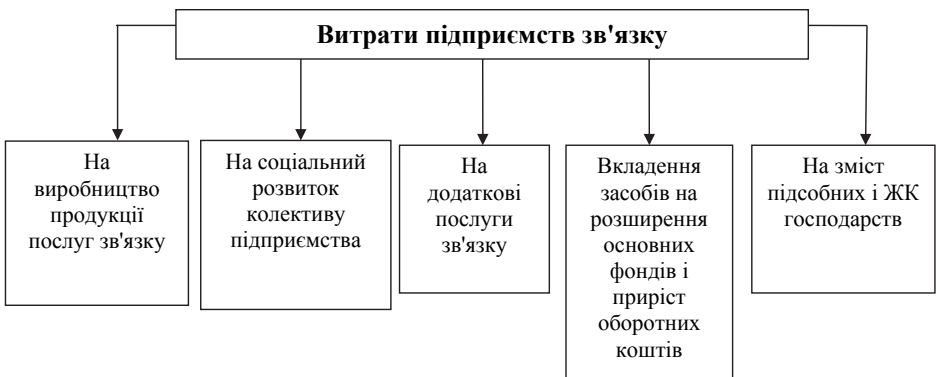 Витрати підприємств зв'язку
На
виробництво
продукції
послуг зв'язку
На соціальний
розвиток
колективу
підприємства
На
додаткові
послуги
зв'язку
Вкладення
засобів на
розширення
основних
фондів і
приріст
оборотних
коштів
На зміст
підсобних і ЖК
господарств